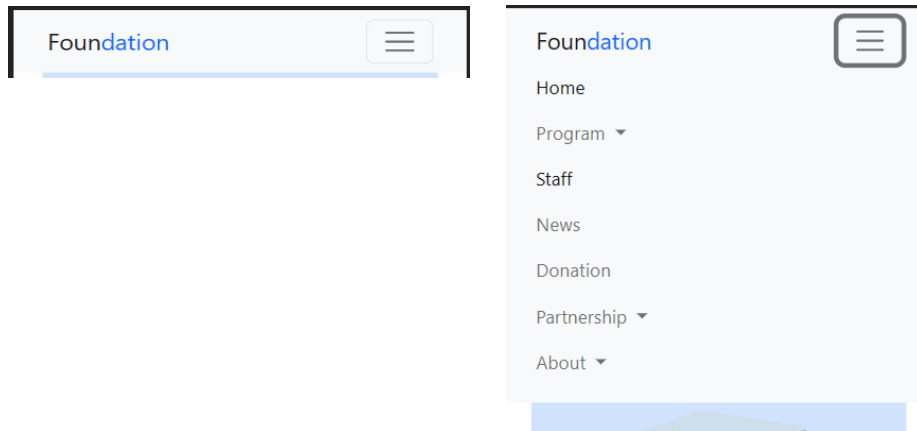 Foundation
Foundation
Home
Program
Staff
News
Donation
Partnership
About